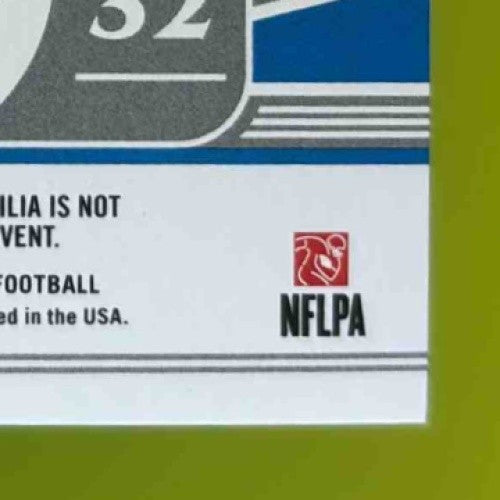 32
ILIA IS NOT
VENT.
FOOTBALL
ed in the USA.
NFLPA